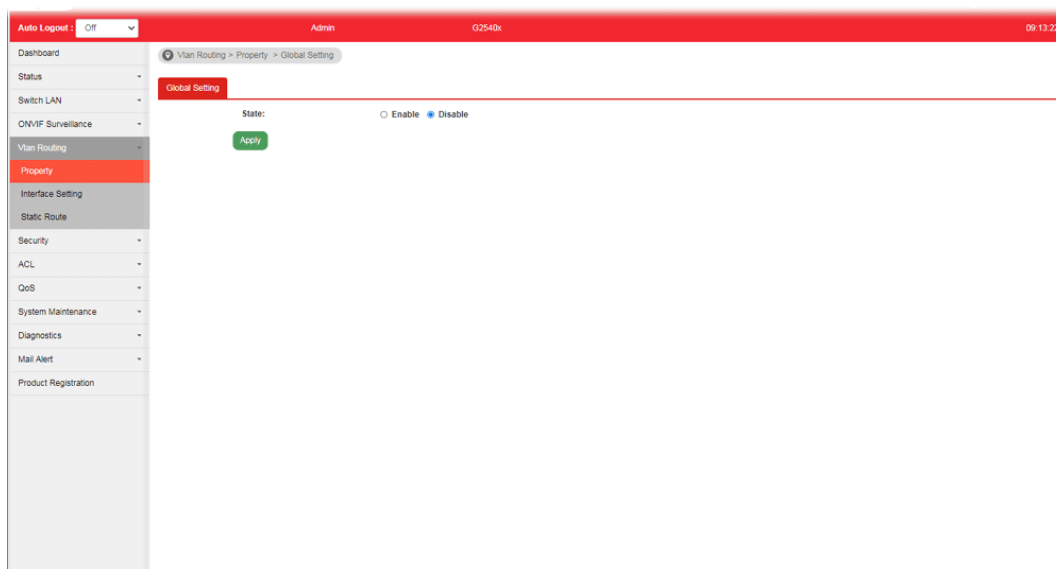 Auto Logout : Off Admin G2540x 09:13:22
Dashboard
Status
Switch LAN
ONVIF Surveillance
Vlan Routing
Property
Interface Setting
Static Route
Security
ACL
QoS
System Maintenance
Diagnostics
Mail Alert
Product Registration
Vlan Routing > Property > Global Setting
Global Setting
State: Enable Disable
Apply